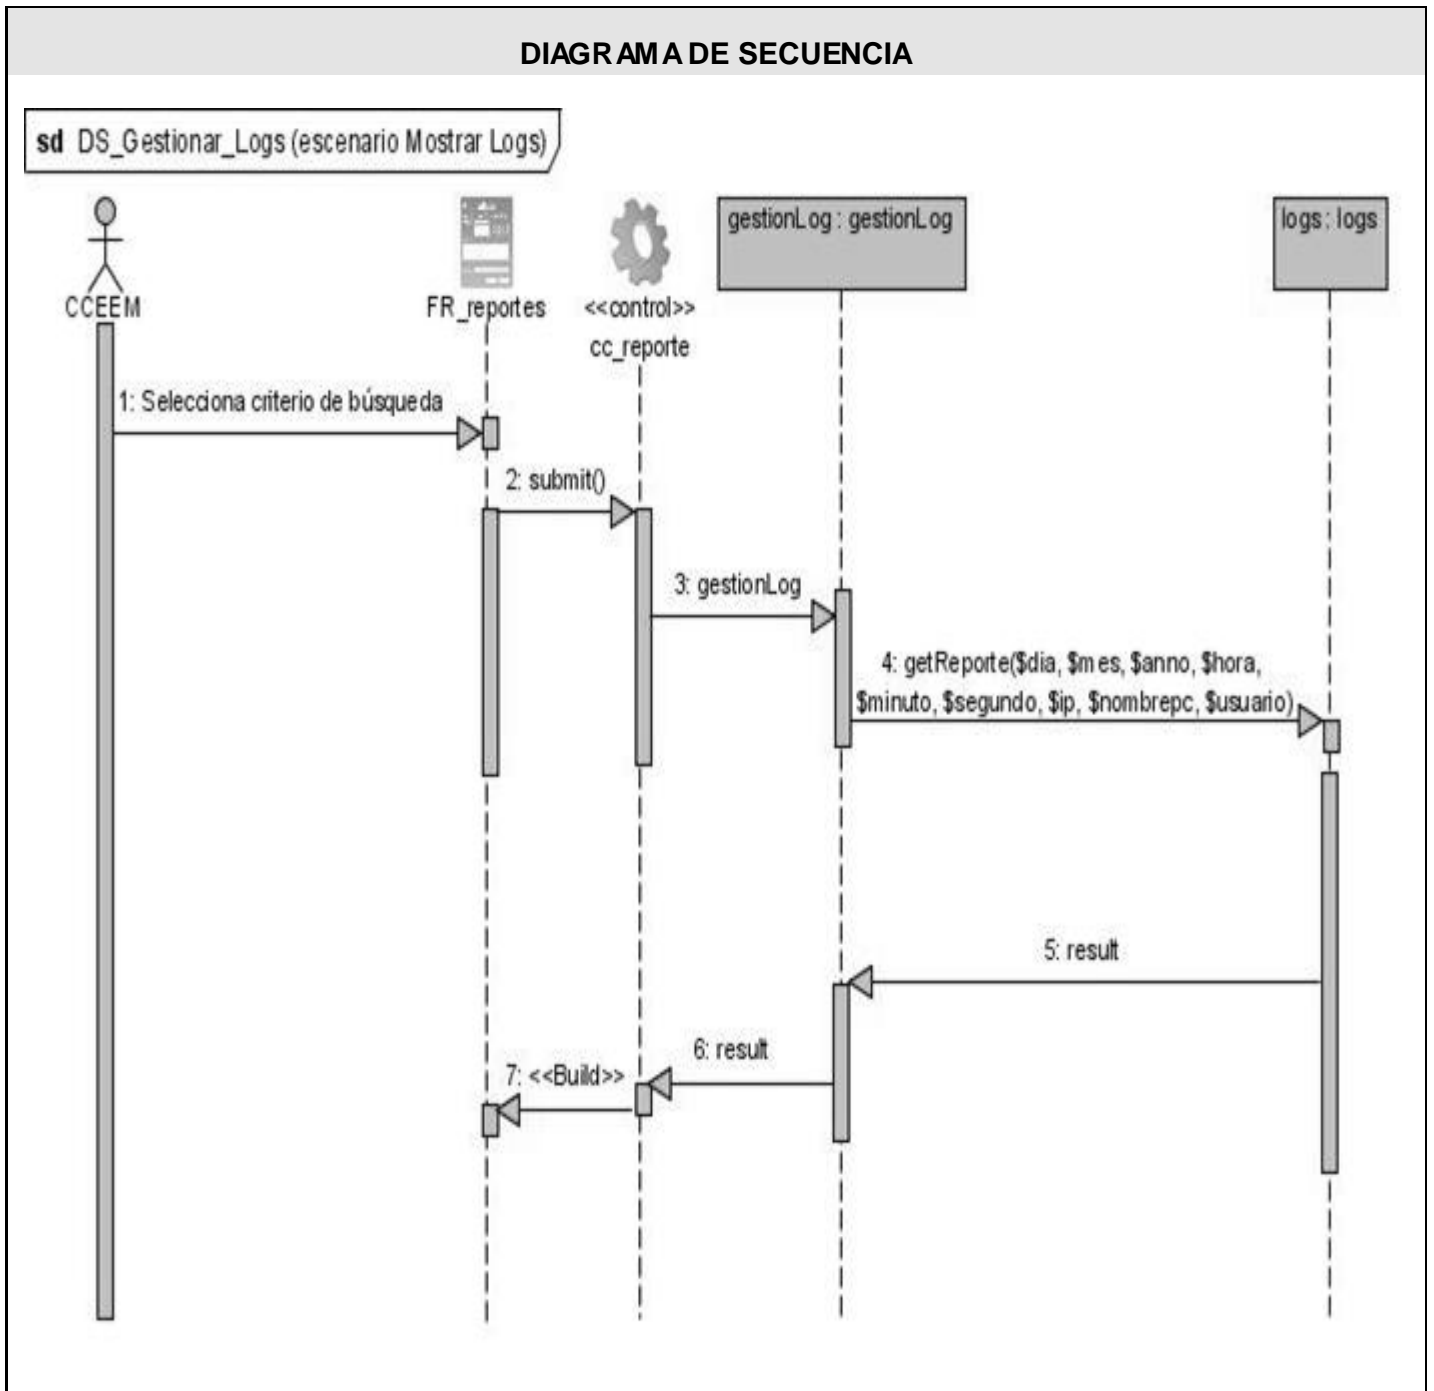 DIAGRAMA DE SECUENCIA
sd DS_Gestionar_Logs (escenario Mostrar Logs)
CCEEM
FR_reportes
<<control>>
cc_reporte
gestionLog : gestionLog
logs : logs
1: Selecciona criterio de búsqueda
2: submit()
3: gestionLog
4: getReporte($dia, $mes, $anno, $hora,
$minuto, $segundo, $ip, $nombrepc, $usuario)
5: result
6: result
7: <<Build>>